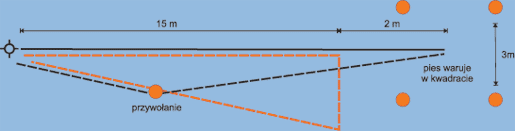 15 m
2 m
3m
pies waruje
w kwadracie
przywołanie